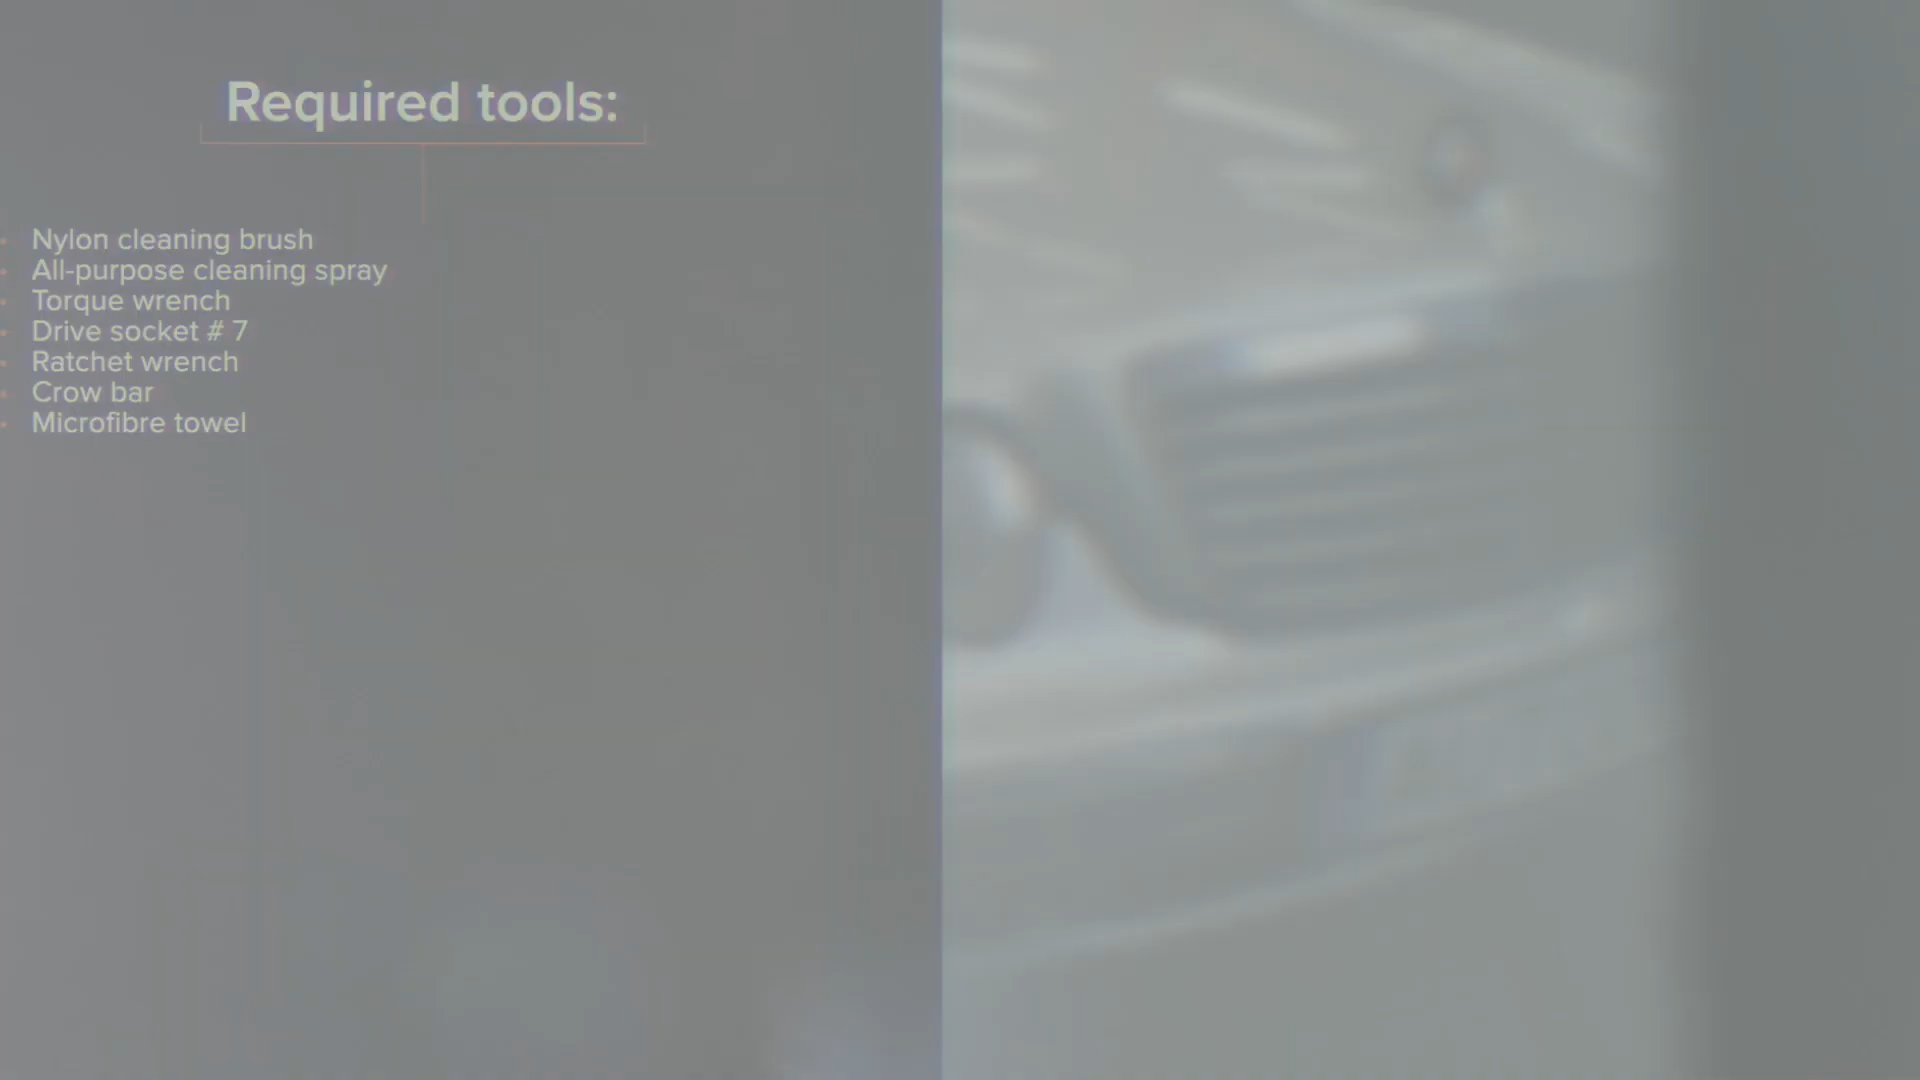 Required tools:
Nylon cleaning brush
All-purpose cleaning spray
Torque wrench
Drive socket # 7
Ratchet wrench
Crow bar
Microfibre towel